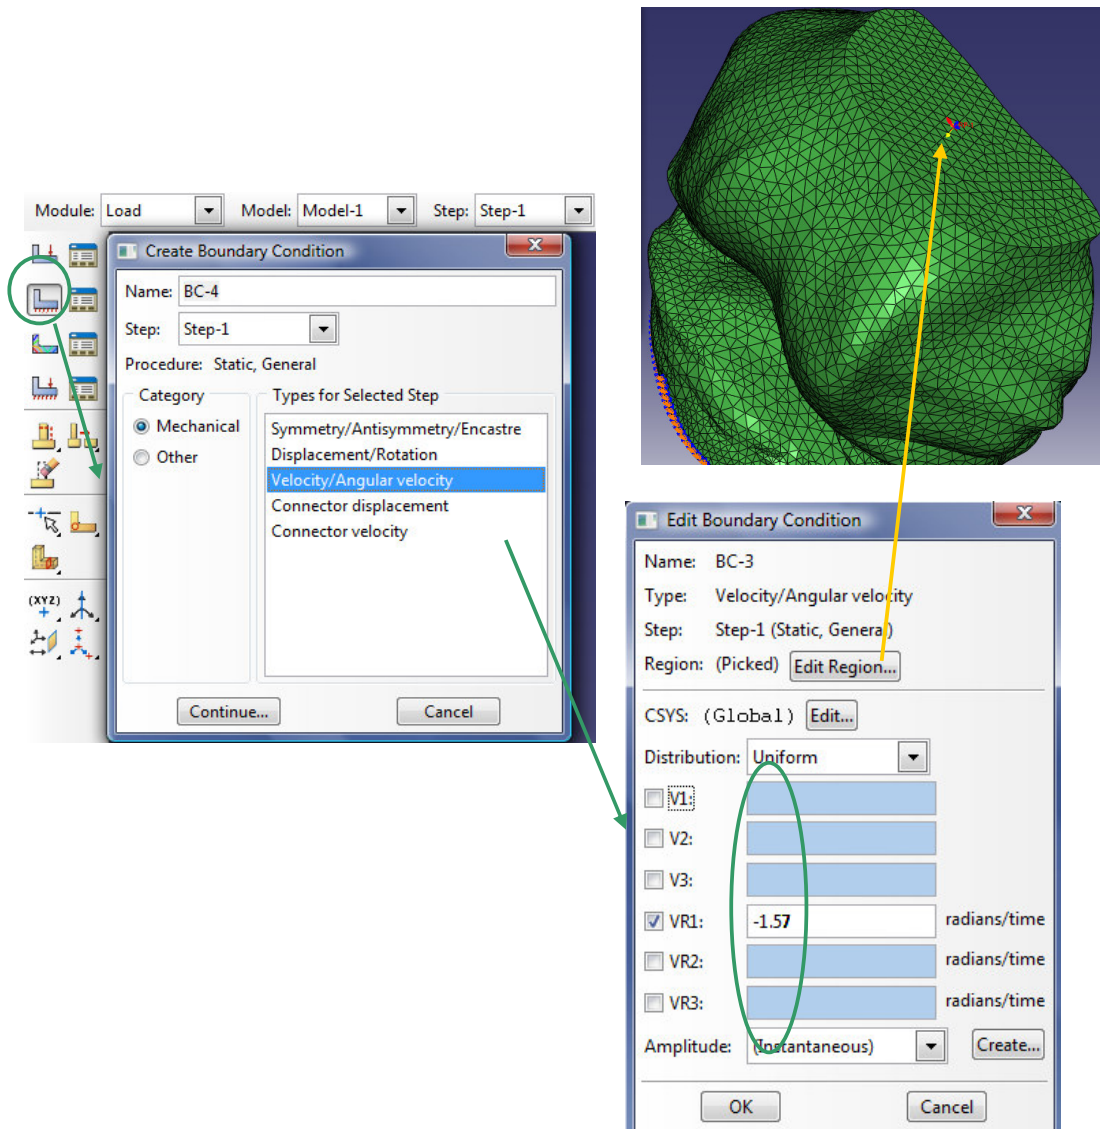 Module: Load Model: Model-1 Step: Step-1
Create Boundary Condition
Name: BC-4
Step: Step-1
Procedure: Static, General
Category
Mechanical
Other
Types for Selected Step
Symmetry/Antisymmetry/Encastre
Displacement/Rotation
Velocity/Angular velocity
Connector displacement
Connector velocity
Continue...
Cancel
(XYZ)
Edit Boundary Condition
Name: BC-3
Type: Velocity/Angular velocity
Step: Step-1 (Static, General)
Region: (Picked) Edit Region...
CSYS: (Global) Edit...
Distribution: Uniform
V1:
V2:
V3:
VR1: -1.57 radians/time
VR2: radians/time
VR3: radians/time
Amplitude: (Instantaneous) Create...
OK Cancel